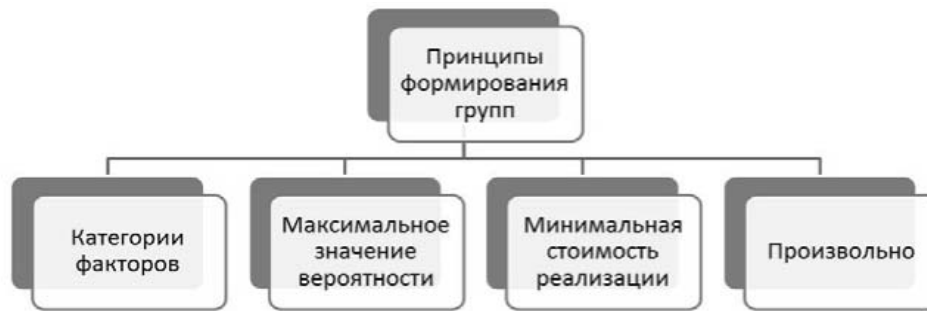 Принципы
формирования
групп
Категории
факторов
Максимальное
значение
вероятности
Минимальная
стоимость
реализации
Произвольно